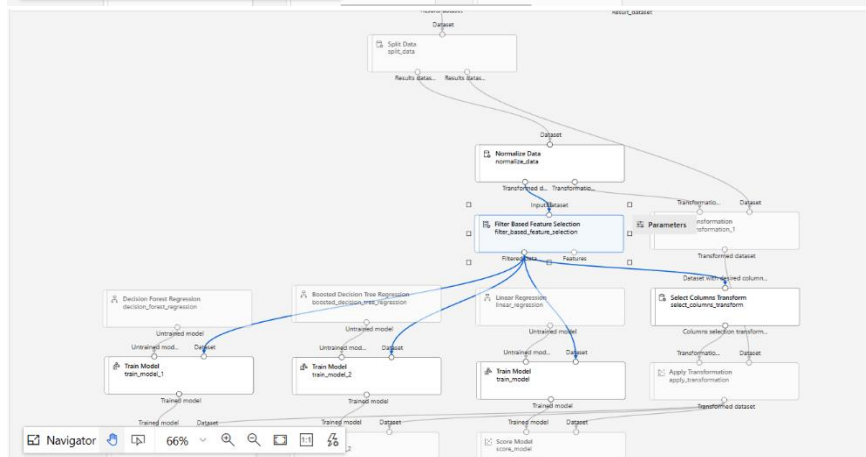 Result_dataset
Dataset
Split Data
split_data
Results datas... Results datas...
Dataset
Normalize Data
normalize_data
Transformed d... Transformatio...
Input Dataset
Transformatio... Dataset
Filter Based Feature Selection
filter_based_feature_selection
Parameters
Filtered data Features
Transformed dataset
Dataset with desired column...
Decision Forest Regression
decision_forest_regression
Boosted Decision Tree Regression
boosted_decision_tree_regression
Linear Regression
linear_regression
Select Columns Transform
select_columns_transform
Untrained model
Untrained model
Untrained model
Columns selection transform...
Untrained mod... Dataset
Untrained mod... Dataset
Untrained mod... Dataset
Transformatio... Dataset
Train Model
train_model_1
Train Model
train_model_2
Train Model
train_model
Apply Transformation
apply_transformation
Trained model
Trained model
Trained model
Transformed dataset
Trained model Dataset
Trained model Dataset
Trained model Dataset
Navigator
66%
1:1
Score Model
score_model